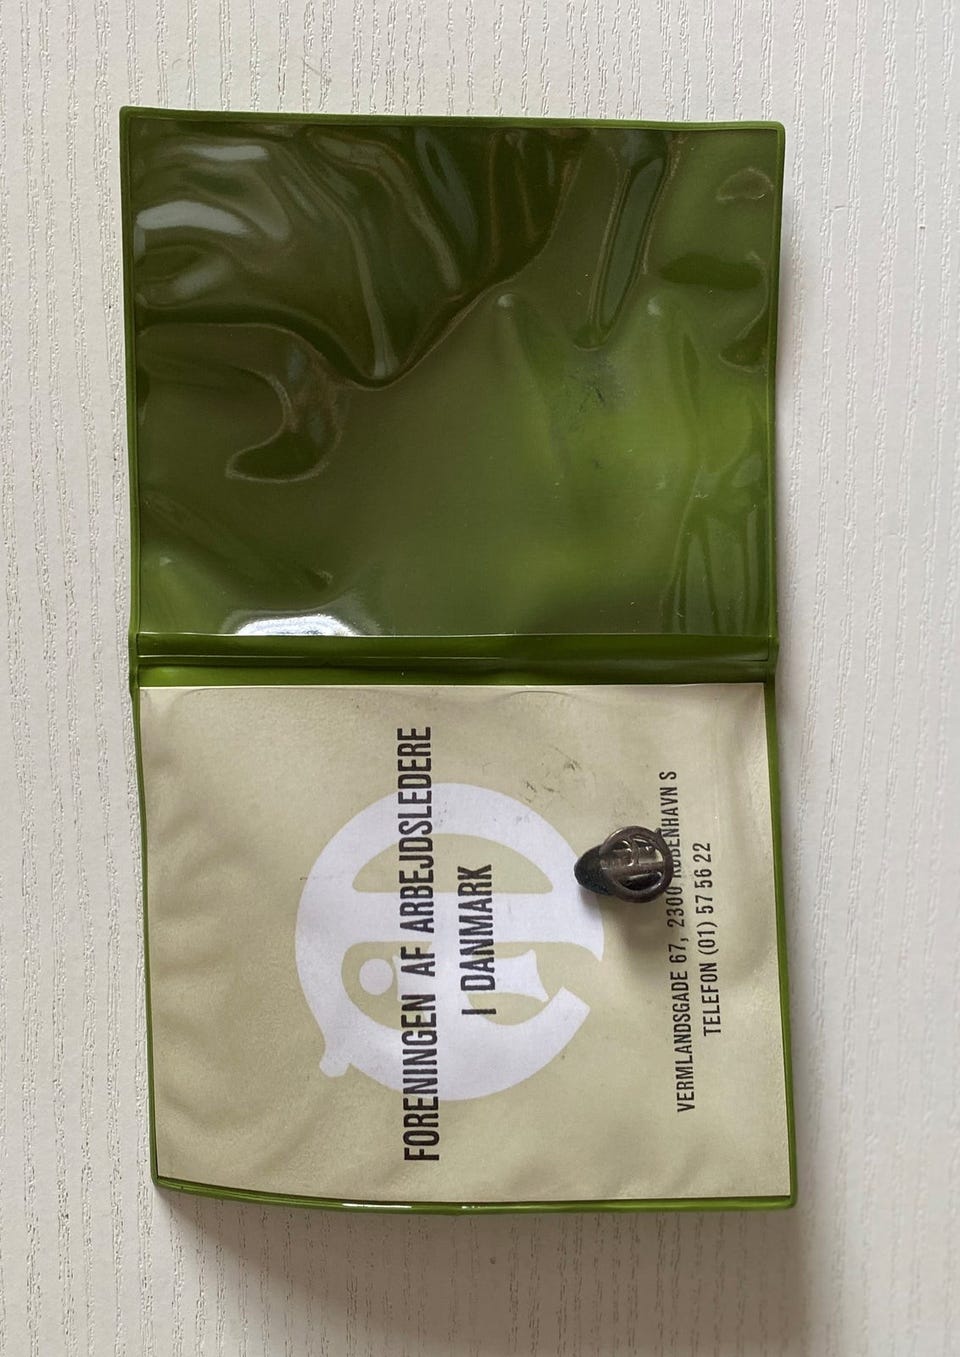 FORENINGEN AF ARBEJDSLEDERE
I DANMARK
VERMLANDSGADE 67, 2300 KØBENHAVN S
TELEFON (01) 57 56 22